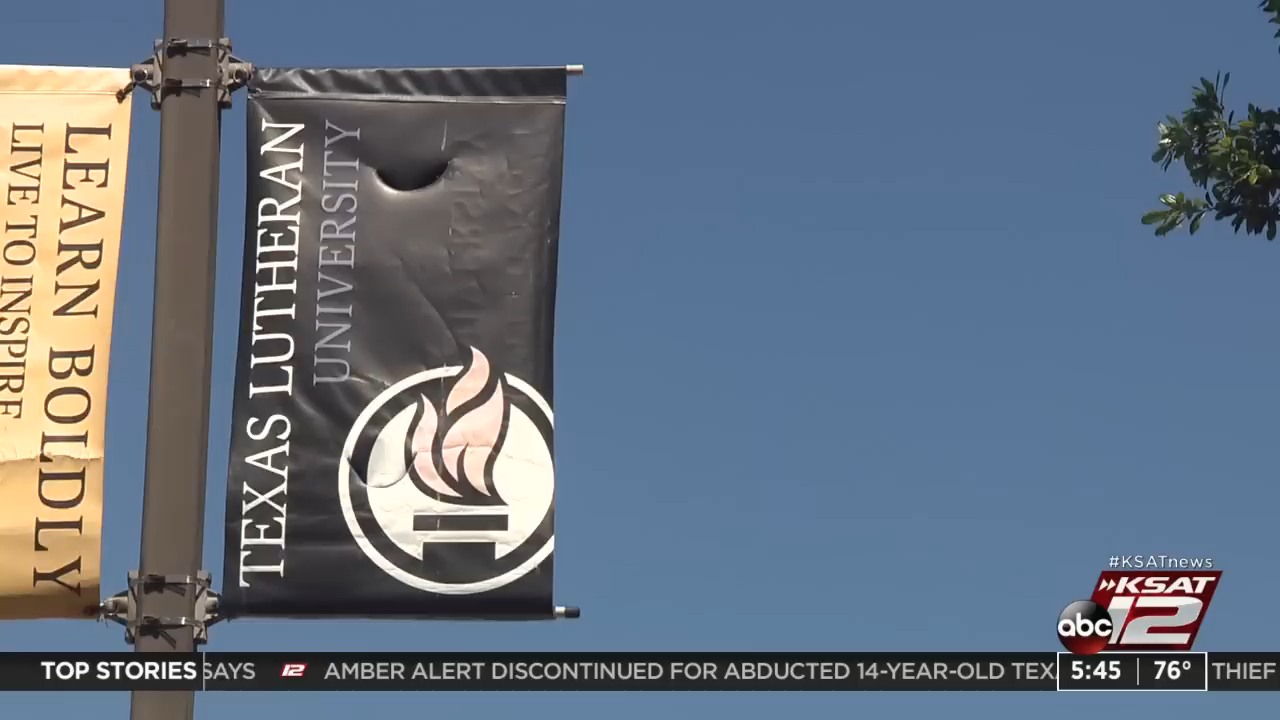 LEARN BOLDLY
LIVE TO INSPIRE
TEXAS LUTHERAN
UNIVERSITY
#KSATnews
KSAT
12
abc
TOP STORIES
SAYS 12 AMBER ALERT DISCONTINUED FOR ABDUCTED 14-YEAR-OLD TEX
5:45
76°
THIEF